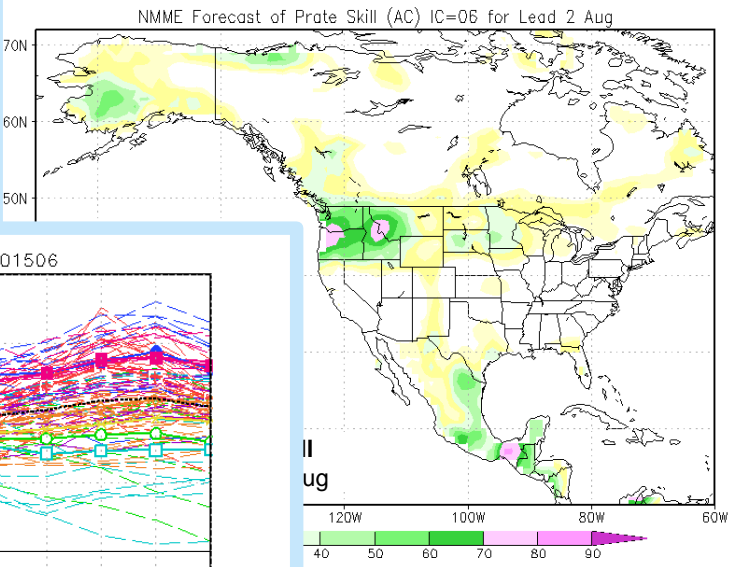 NMME Forecast of Prate Skill (AC) IC=06 for Lead 2 Aug
70N
60N
50N
01506
ll
ug
120W 100W 80W 60W
40 50 60 70 80 90